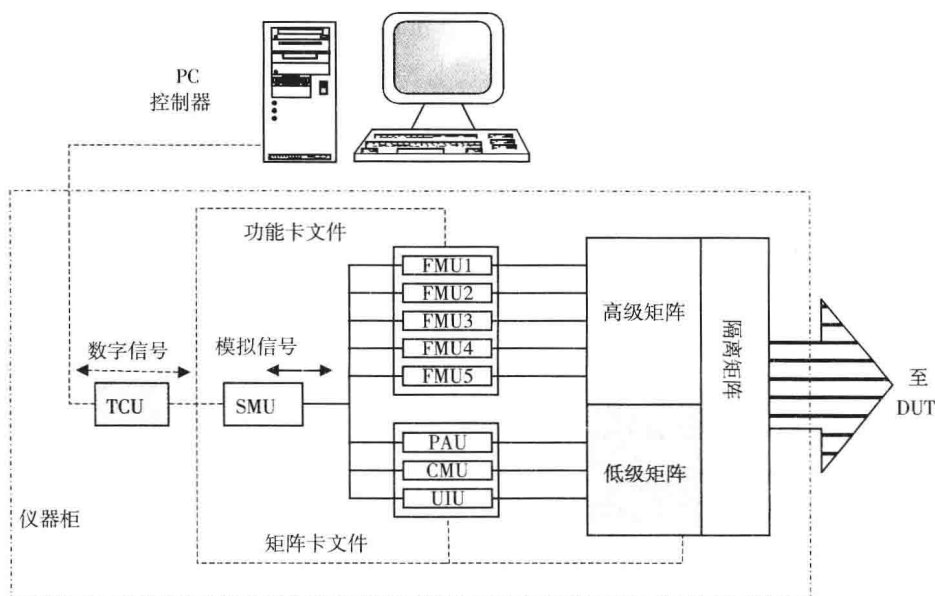 PC
控制器
功能卡文件
FMU1
FMU2
FMU3
FMU4
FMU5
高级矩阵
隔离矩阵
数字信号
模拟信号
TCU
SMU
至
DUT
PAU
CMU
UIU
低级矩阵
仪器柜
矩阵卡文件